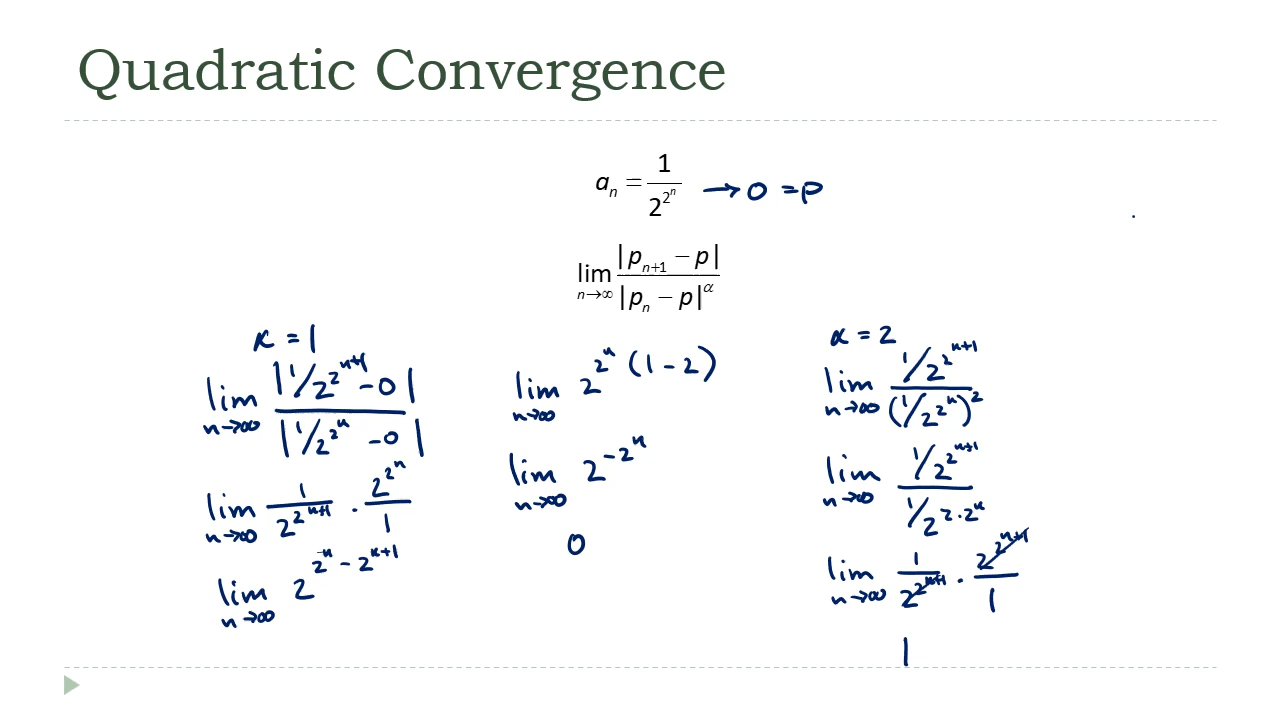 Quadratic Convergence
a_n = 1 / 2^{2^n} → 0 = p
lim_{n→∞} |p_{n+1} − p| / |p_n − p|^α
α = 1
lim_{n→∞} |1/2^{2^{n+1}} − 0| / |1/2^{2^n} − 0|
lim_{n→∞} 1 / 2^{2^{n+1}} · 2^{2^n} / 1
lim_{n→∞} 2^{2^n − 2^{n+1}}
lim_{n→∞} 2^{2^n (1 − 2)}
lim_{n→∞} 2^{−2^n}
0
α = 2
lim_{n→∞} 1/2^{2^{n+1}} / (1/2^{2^n})^2
lim_{n→∞} 1/2^{2^{n+1}} / 1/2^{2·2^n}
lim_{n→∞} 1 / 2^{2^{n+1}} · 2^{2^{n+1}} / 1
1